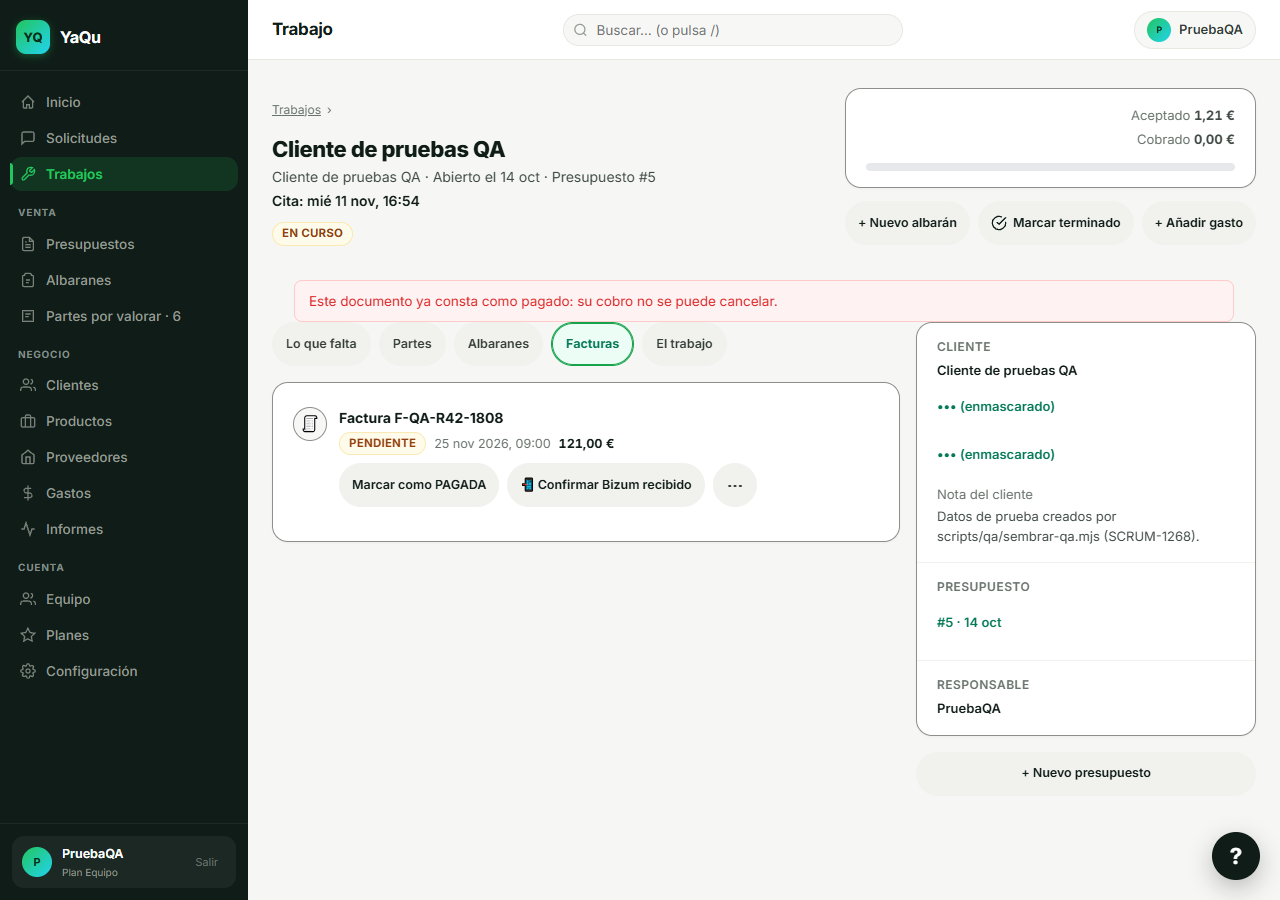 YQ YaQu
Inicio
Solicitudes
Trabajos
VENTA
Presupuestos
Albaranes
Partes por valorar · 6
NEGOCIO
Clientes
Productos
Proveedores
Gastos
Informes
CUENTA
Equipo
Planes
Configuración
P PruebaQA
Plan Equipo
Salir
Trabajo
Buscar... (o pulsa /)
P PruebaQA
Trabajos ›
Cliente de pruebas QA
Cliente de pruebas QA · Abierto el 14 oct · Presupuesto #5
Cita: mié 11 nov, 16:54
EN CURSO
Aceptado 1,21 €
Cobrado 0,00 €
+ Nuevo albarán
Marcar terminado
+ Añadir gasto
Este documento ya consta como pagado: su cobro no se puede cancelar.
Lo que falta
Partes
Albaranes
Facturas
El trabajo
Factura F-QA-R42-1808
PENDIENTE 25 nov 2026, 09:00 121,00 €
Marcar como PAGADA
Confirmar Bizum recibido
···
CLIENTE
Cliente de pruebas QA
••• (enmascarado)
••• (enmascarado)
Nota del cliente
Datos de prueba creados por
scripts/qa/sembrar-qa.mjs (SCRUM-1268).
PRESUPUESTO
#5 · 14 oct
RESPONSABLE
PruebaQA
+ Nuevo presupuesto
?